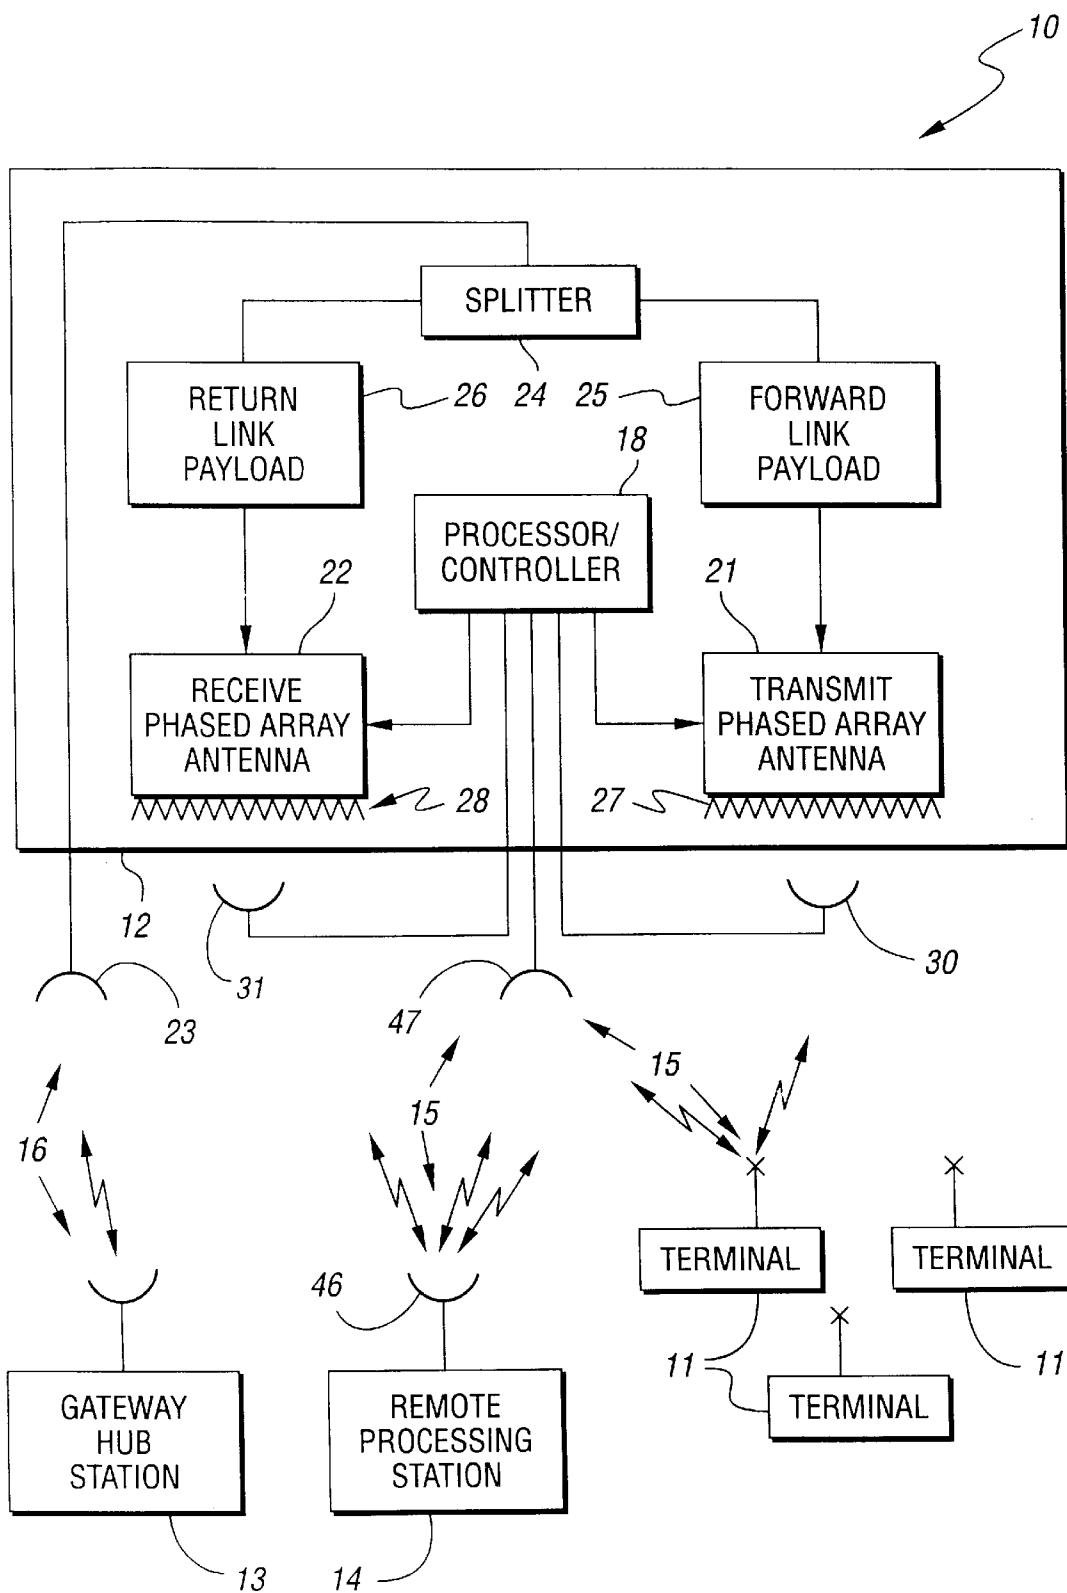 10
SPLITTER
RETURN
LINK
PAYLOAD
26
24
25
FORWARD
LINK
PAYLOAD
18
PROCESSOR/
CONTROLLER
22
21
RECEIVE
PHASED ARRAY
ANTENNA
TRANSMIT
PHASED ARRAY
ANTENNA
28
27
12
31
30
23
47
15
15
16
TERMINAL
TERMINAL
46
11
11
TERMINAL
GATEWAY
HUB
STATION
REMOTE
PROCESSING
STATION
13
14